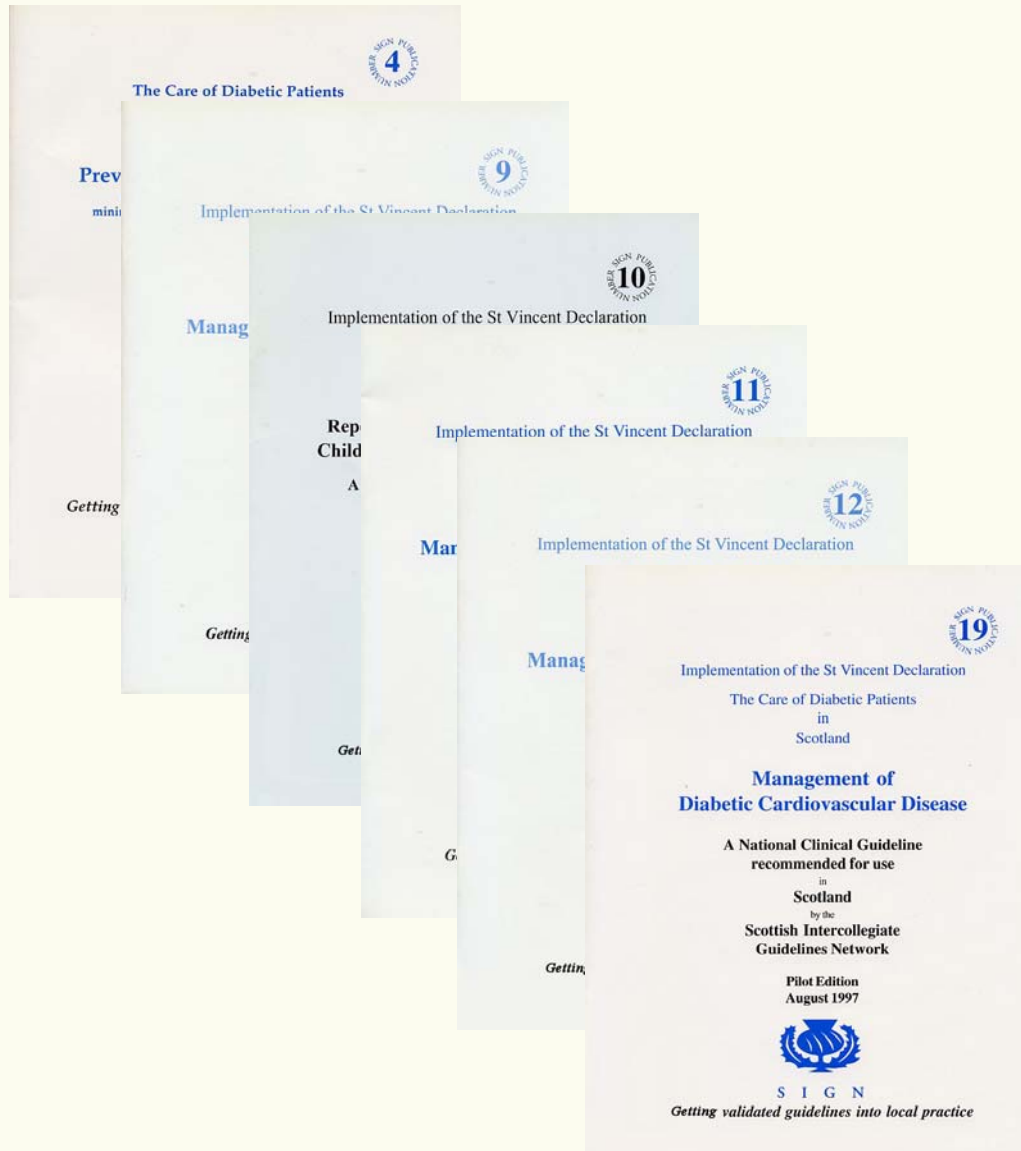 SIGN PUBLICATION NUMBER
4
The Care of Diabetic Patients
Prev
mini
Getting
SIGN PUBLICATION NUMBER
9
Implementation of the St Vincent Declaration
Manag
Getting
SIGN PUBLICATION NUMBER
10
Implementation of the St Vincent Declaration
Rep
Child
A
Get
SIGN PUBLICATION NUMBER
11
Implementation of the St Vincent Declaration
Man
G
SIGN PUBLICATION NUMBER
12
Implementation of the St Vincent Declaration
Manag
Gettin
SIGN PUBLICATION NUMBER
19
Implementation of the St Vincent Declaration
The Care of Diabetic Patients
in
Scotland
Management of
Diabetic Cardiovascular Disease
A National Clinical Guideline
recommended for use
in
Scotland
by the
Scottish Intercollegiate
Guidelines Network
Pilot Edition
August 1997
S I G N
Getting validated guidelines into local practice